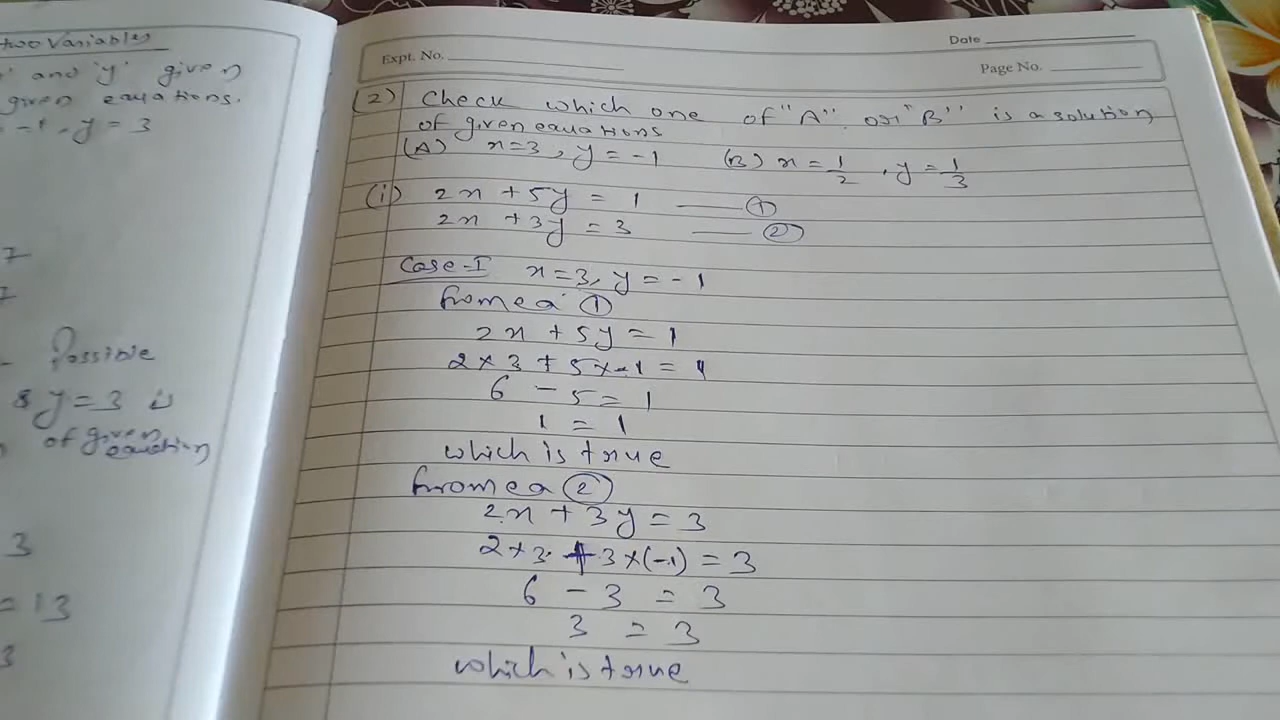 two Variables
and 'y' given
given equations.
-1, y = 3
7
7
Possible
& y = 3 is
of given
equation
3
= 13
3
Date
Expt. No.
Page No.
(2) Check which one of "A" or "B" is a solution
of given equations
(A) x = 3, y = -1 (B) x = 1/2, y = 1/3
(i) 2x + 5y = 1 — ①
2x + 3y = 3 — ②
Case-I x = 3, y = -1
from eq ①
2x + 5y = 1
2 × 3 + 5 × -1 = 1
6 - 5 = 1
1 = 1
which is true
from eq ②
2x + 3y = 3
2 × 3 + 3 × (-1) = 3
6 - 3 = 3
3 = 3
which is true